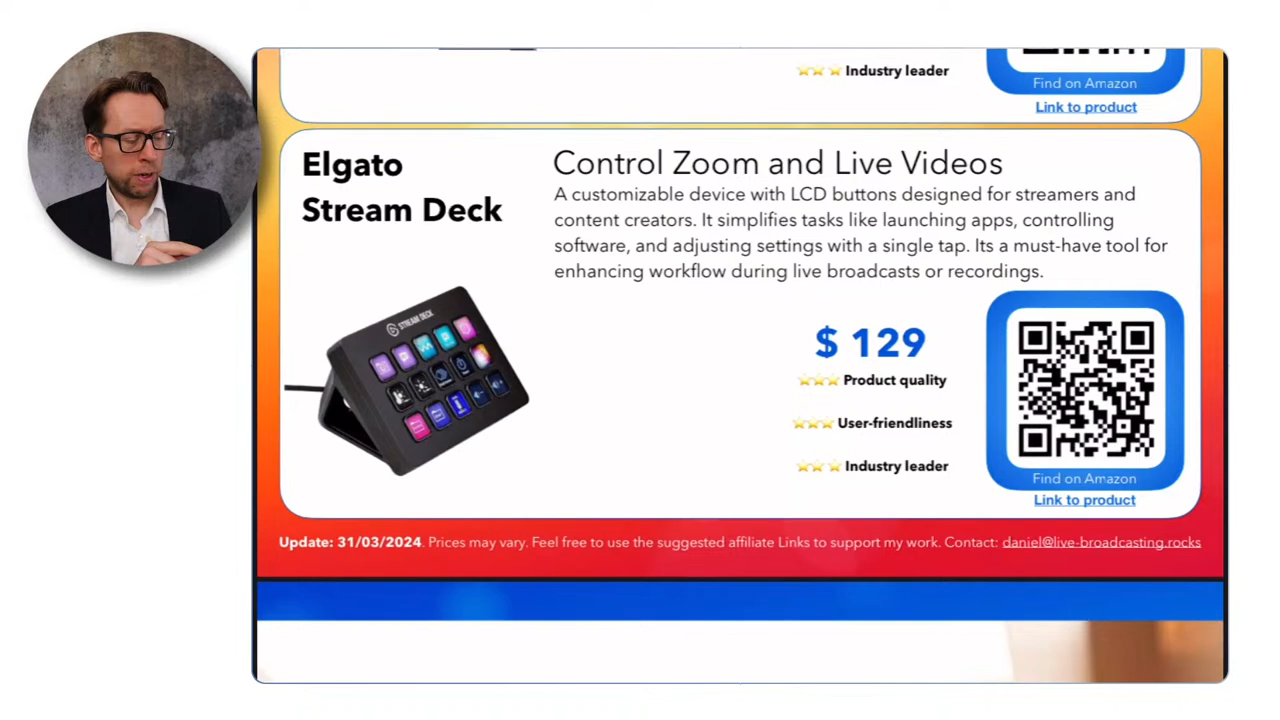 Industry leader
Find on Amazon
Link to product
Elgato
Stream Deck
Control Zoom and Live Videos
A customizable device with LCD buttons designed for streamers and
content creators. It simplifies tasks like launching apps, controlling
software, and adjusting settings with a single tap. Its a must-have tool for
enhancing workflow during live broadcasts or recordings.
STREAM DECK
$ 129
Product quality
User-friendliness
Industry leader
Find on Amazon
Link to product
Update: 31/03/2024. Prices may vary. Feel free to use the suggested affiliate Links to support my work. Contact: daniel@live-broadcasting.rocks